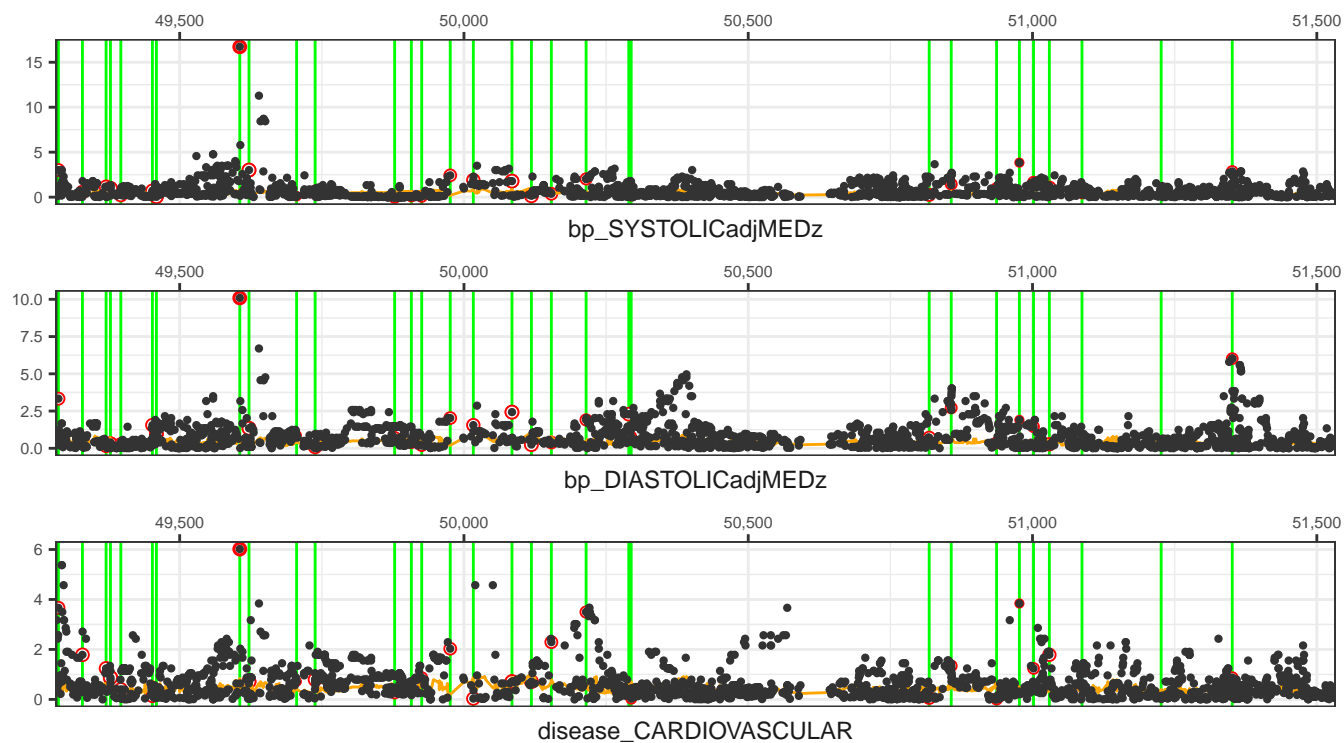 49,500 50,000 50,500 51,000 51,500
15
10
5
0
bp_SYSTOLICadjMEDz
49,500 50,000 50,500 51,000 51,500
10.0
7.5
5.0
2.5
0.0
bp_DIASTOLICadjMEDz
49,500 50,000 50,500 51,000 51,500
6
4
2
0
disease_CARDIOVASCULAR